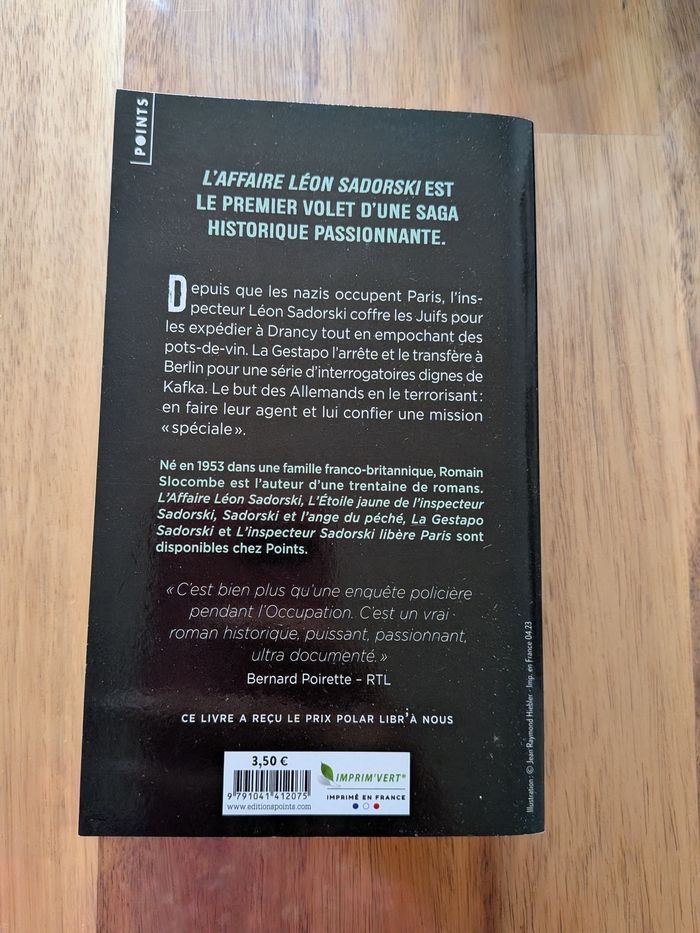 POINTS
L'AFFAIRE LÉON SADORSKI EST
LE PREMIER VOLET D'UNE SAGA
HISTORIQUE PASSIONNANTE.
Depuis que les nazis occupent Paris, l'ins-
pecteur Léon Sadorski coffre les Juifs pour
les expédier à Drancy tout en empochant des
pots-de-vin. La Gestapo l'arrête et le transfère à
Berlin pour une série d'interrogatoires dignes de
Kafka. Le but des Allemands en le terrorisant :
en faire leur agent et lui confier une mission
« spéciale ».
Né en 1953 dans une famille franco-britannique, Romain
Slocombe est l'auteur d'une trentaine de romans.
L'Affaire Léon Sadorski, L'Étoile jaune de l'inspecteur
Sadorski, Sadorski et l'ange du péché, La Gestapo
Sadorski et L'inspecteur Sadorski libère Paris sont
disponibles chez Points.
« C'est bien plus qu'une enquête policière
pendant l'Occupation. C'est un vrai
roman historique, puissant, passionnant,
ultra documenté. »
Bernard Poirette – RTL
CE LIVRE A REÇU LE PRIX POLAR LIBR'À NOUS
3,50 €
9 791041 412075
www.editionspoints.com
IMPRIM'VERT®
IMPRIMÉ EN FRANCE
Illustration : © Jean Raymond Hiebler - Imp. en France 04.23